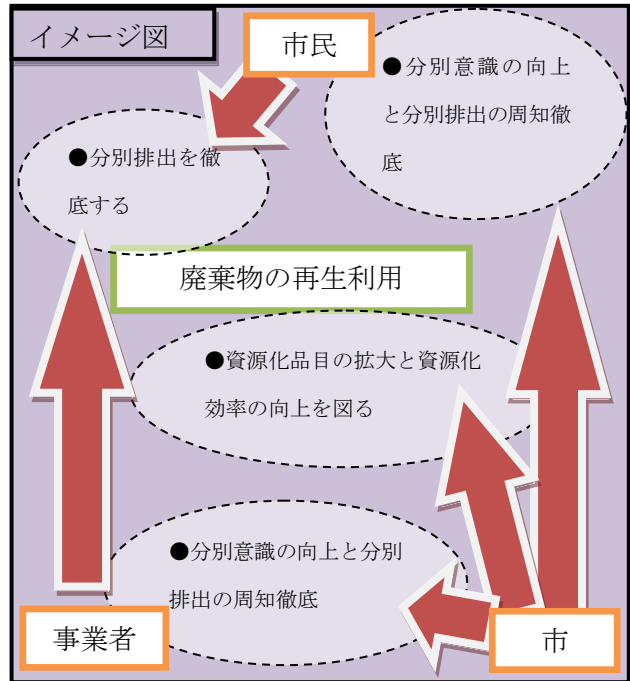 イメージ図
市民
●分別意識の向上
と分別排出の周知徹
底
●分別排出を徹
底する
廃棄物の再生利用
●資源化品目の拡大と資源化
効率の向上を図る
●分別意識の向上と分別
排出の周知徹底
事業者
市